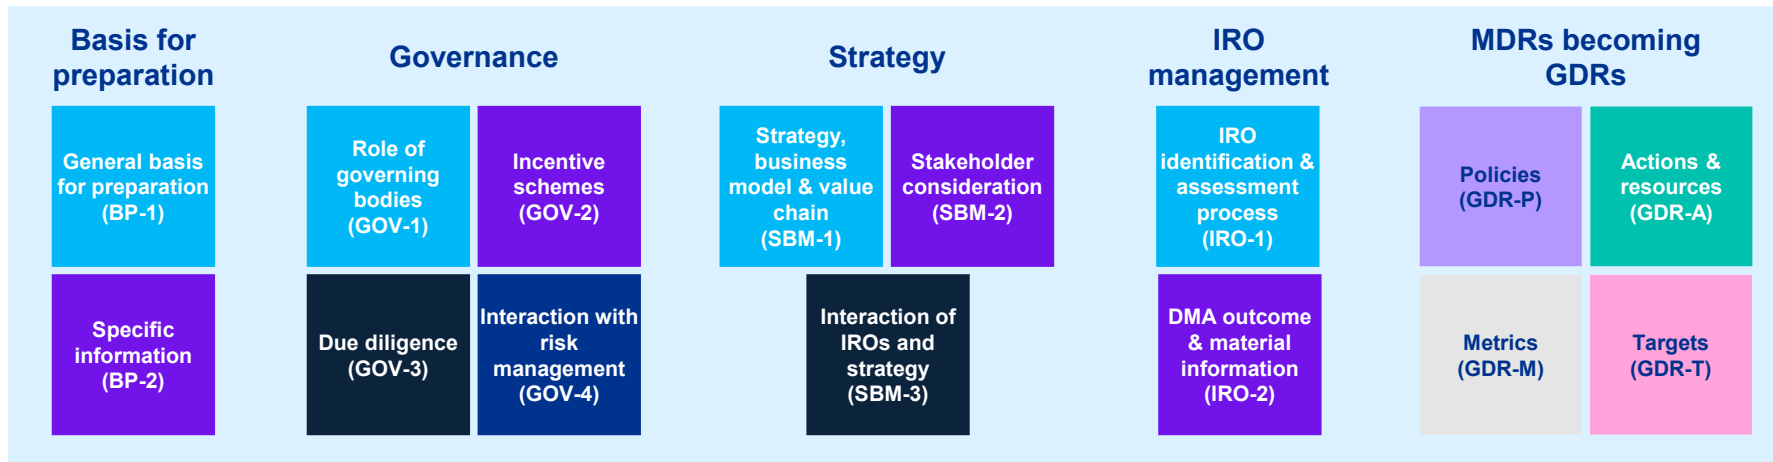 Basis for
preparation
Governance
Strategy
IRO
management
MDRs becoming
GDRs
General basis
for preparation
(BP-1)
Role of
governing
bodies
(GOV-1)
Incentive
schemes
(GOV-2)
Strategy,
business
model & value
chain
(SBM-1)
Stakeholder
consideration
(SBM-2)
IRO
identification &
assessment
process
(IRO-1)
Policies
(GDR-P)
Actions &
resources
(GDR-A)
Specific
information
(BP-2)
Due diligence
(GOV-3)
Interaction with
risk
management
(GOV-4)
Interaction of
IROs and
strategy
(SBM-3)
DMA outcome
& material
information
(IRO-2)
Metrics
(GDR-M)
Targets
(GDR-T)